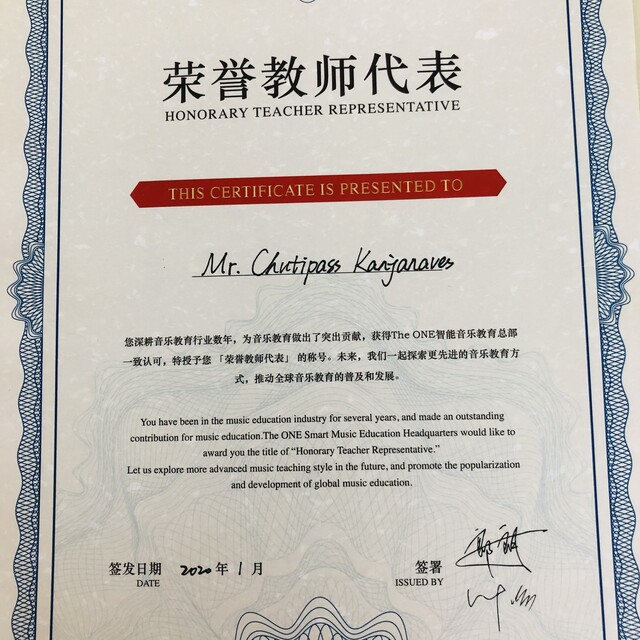 荣誉教师代表
HONORARY TEACHER REPRESENTATIVE
THIS CERTIFICATE IS PRESENTED TO
Mr. Chutipass Kanjanaves
您深耕音乐教育行业数年，为音乐教育做出了突出贡献，获得The ONE智能音乐教育总部
一致认可，特授予您「荣誉教师代表」的称号。未来，我们一起探索更先进的音乐教育方
式，推动全球音乐教育的普及和发展。
You have been in the music education industry for several years, and made an outstanding
contribution for music education.The ONE Smart Music Education Headquarters would like to
award you the title of “Honorary Teacher Representative.”
Let us explore more advanced music teaching style in the future, and promote the popularization
and development of global music education.
签发日期 2020 年 1 月 签署
DATE ISSUED BY